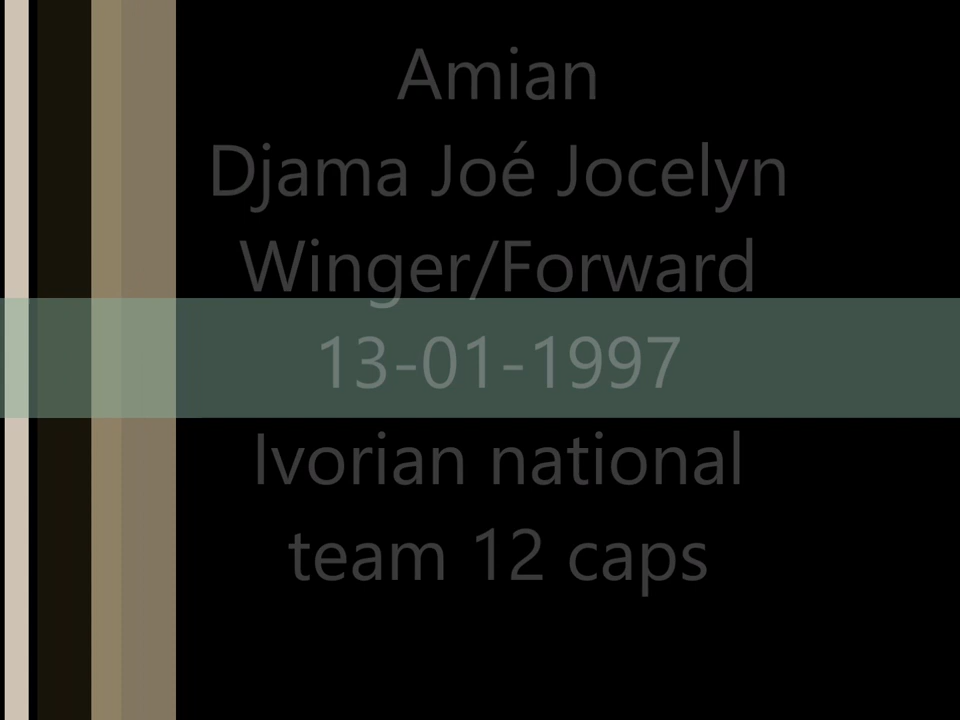 Amian
Djama Joé Jocelyn
Winger/Forward
13-01-1997
Ivorian national
team 12 caps